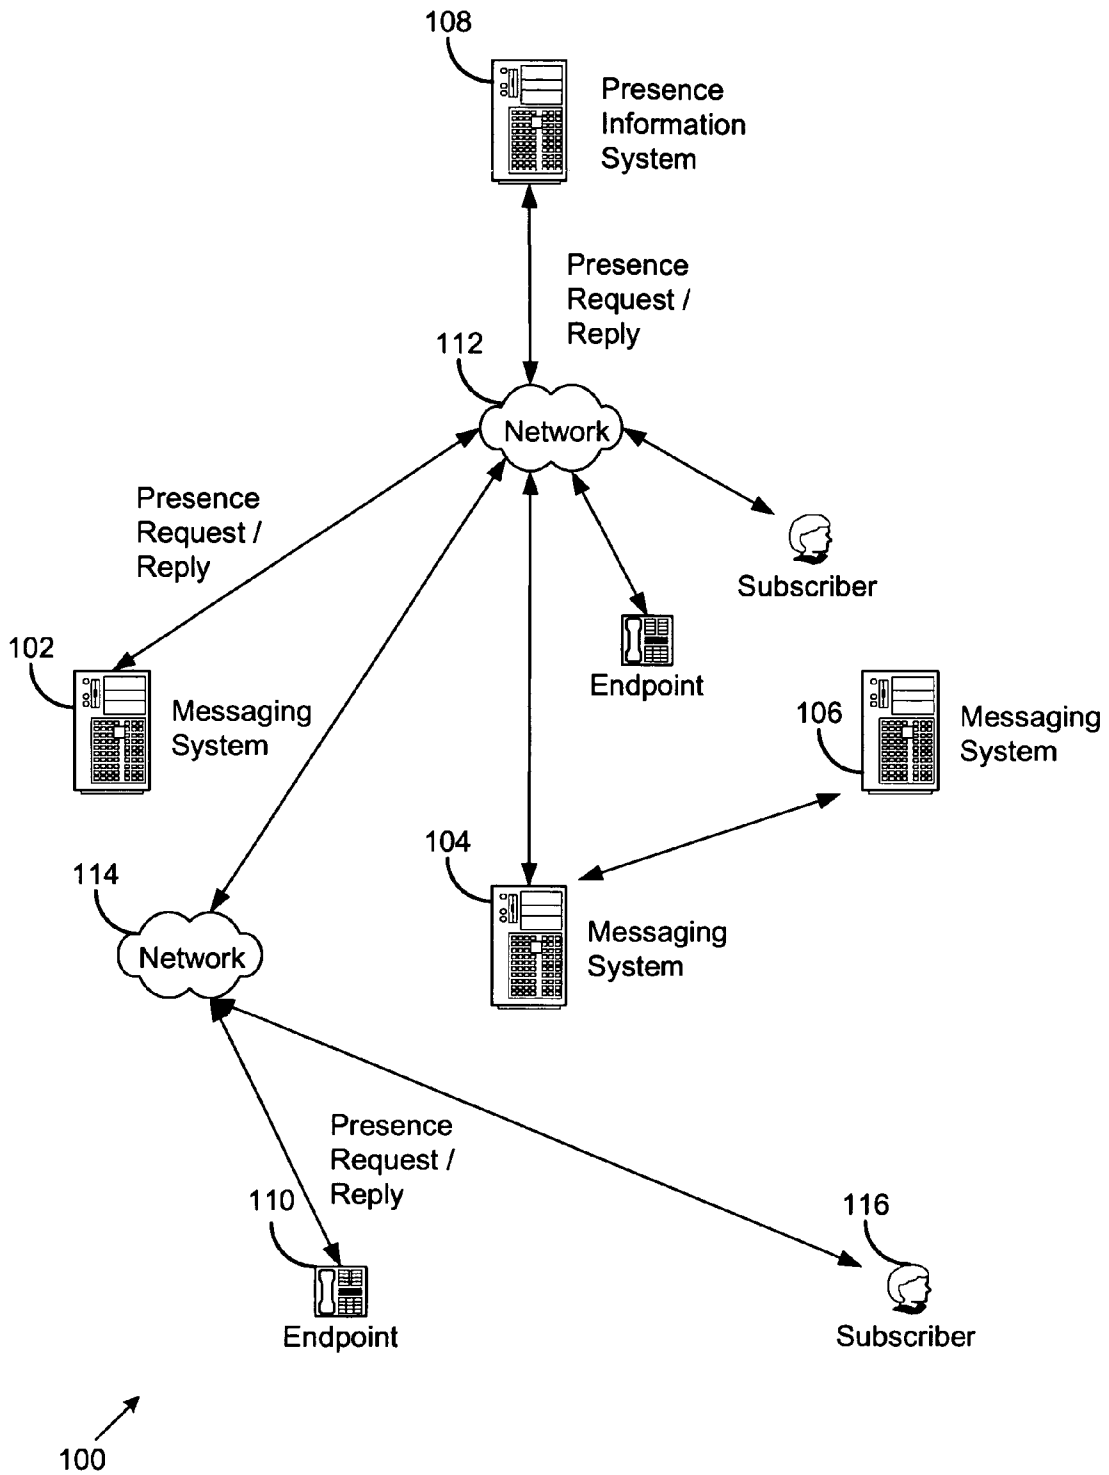 108
Presence
Information
System
Presence
Request /
Reply
112
Network
Presence
Request /
Reply
Subscriber
102
Endpoint
Messaging
System
106
Messaging
System
104
114
Messaging
System
Network
Presence
Request /
Reply
110
116
Endpoint
Subscriber
100